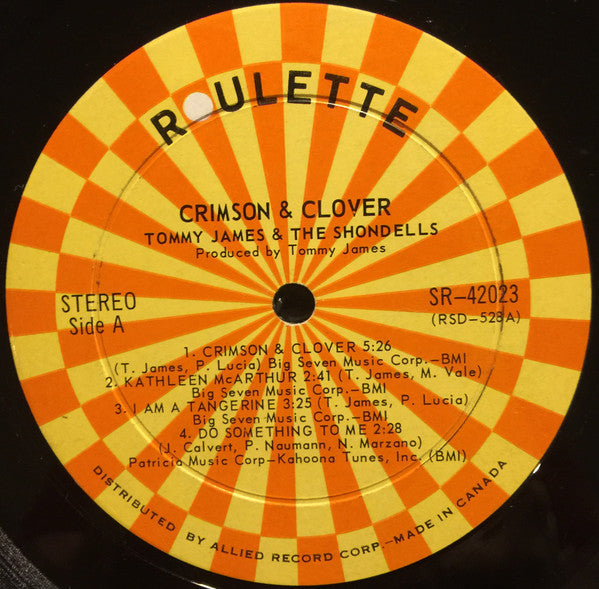 ROULETTE
CRIMSON & CLOVER
TOMMY JAMES & THE SHONDELLS
Produced by Tommy James
STEREO
Side A
SR–42023
(RSD–528A)
1. CRIMSON & CLOVER 5:26
(T. James, P. Lucia) Big Seven Music Corp.–BMI
2. KATHLEEN McARTHUR 2:41 (T. James, M. Vale)
Big Seven Music Corp.–BMI
3. I AM A TANGERINE 3:25 (T. James, P. Lucia)
Big Seven Music Corp.–BMI
4. DO SOMETHING TO ME 2:28
(J. Calvert, P. Naumann, N. Marzano)
Patricia Music Corp–Kahoona Tunes, Inc. (BMI)
DISTRIBUTED BY ALLIED RECORD CORP.–MADE IN CANADA